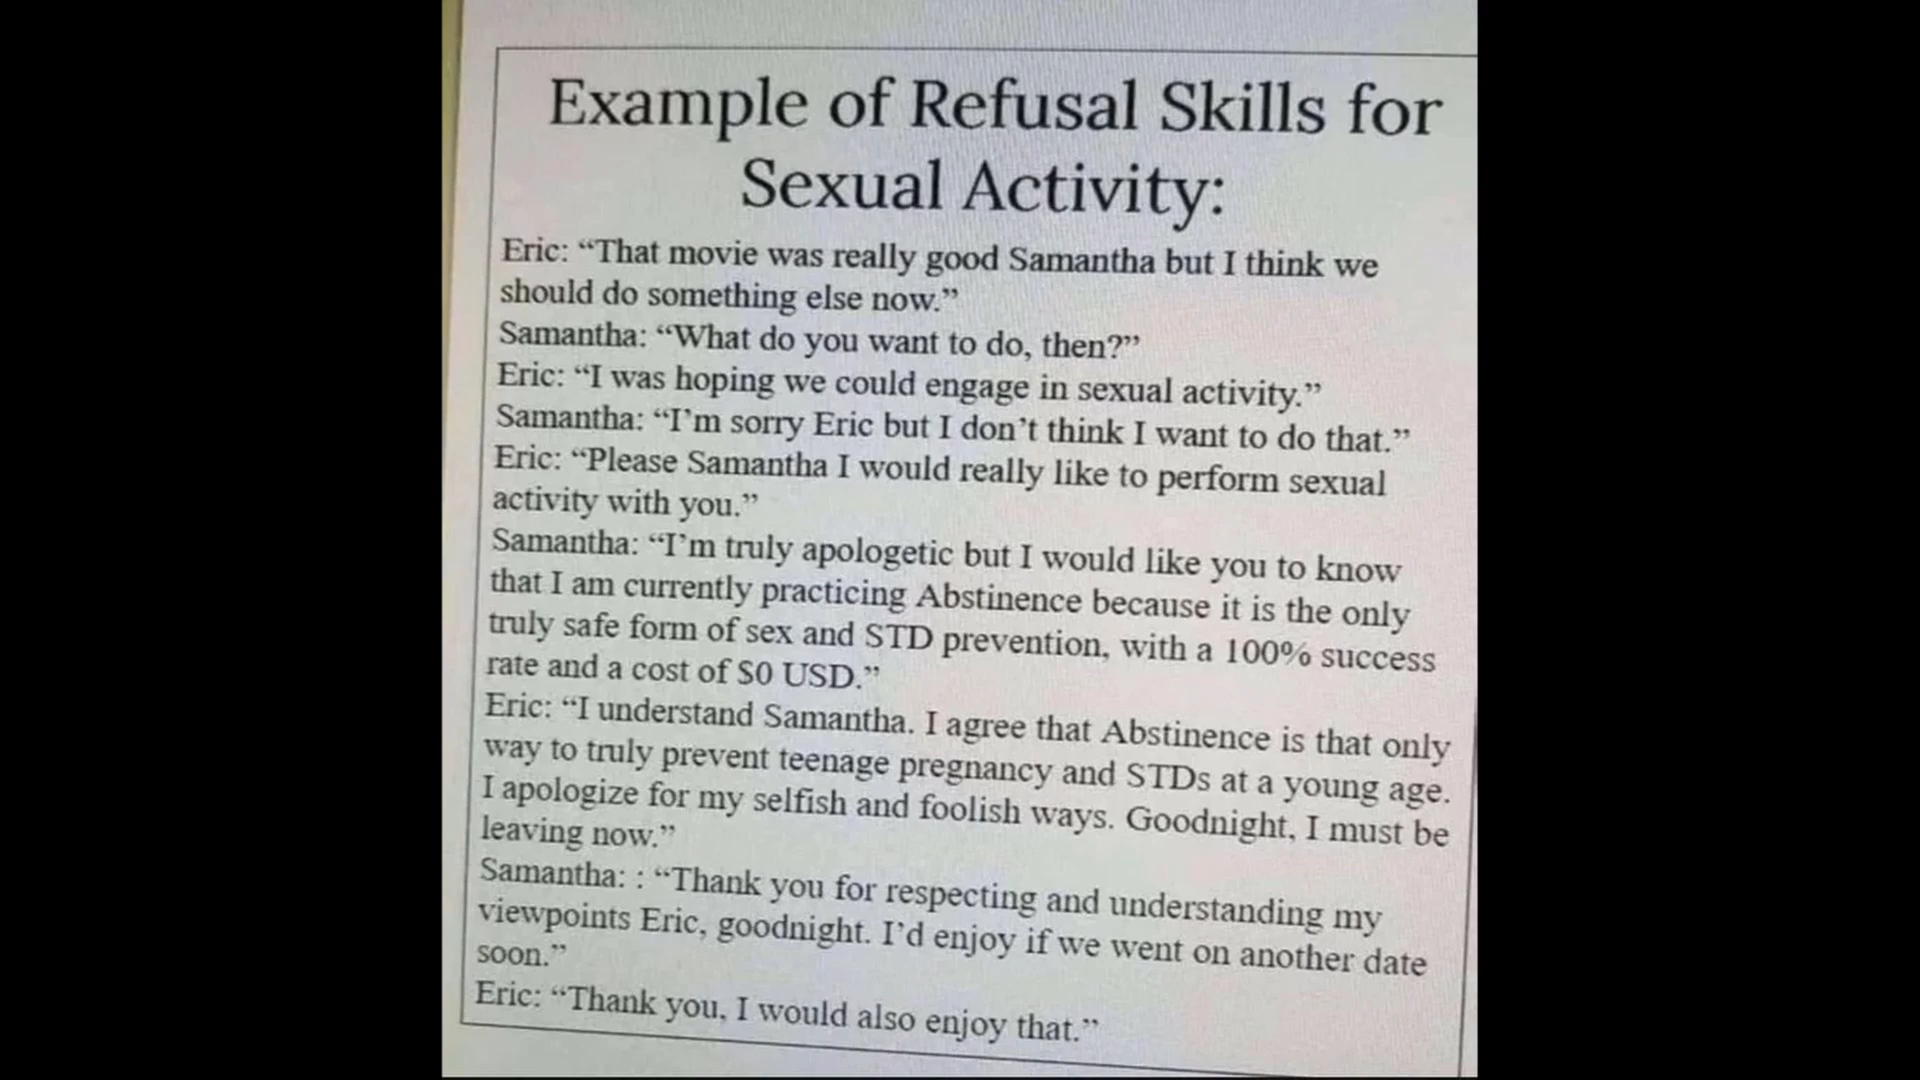 Example of Refusal Skills for
Sexual Activity:
Eric: “That movie was really good Samantha but I think we
should do something else now.”
Samantha: “What do you want to do, then?”
Eric: “I was hoping we could engage in sexual activity.”
Samantha: “I’m sorry Eric but I don’t think I want to do that.”
Eric: “Please Samantha I would really like to perform sexual
activity with you.”
Samantha: “I’m truly apologetic but I would like you to know
that I am currently practicing Abstinence because it is the only
truly safe form of sex and STD prevention, with a 100% success
rate and a cost of $0 USD.”
Eric: “I understand Samantha. I agree that Abstinence is that only
way to truly prevent teenage pregnancy and STDs at a young age.
I apologize for my selfish and foolish ways. Goodnight, I must be
leaving now.”
Samantha: : “Thank you for respecting and understanding my
viewpoints Eric, goodnight. I’d enjoy if we went on another date
soon.”
Eric: “Thank you, I would also enjoy that.”